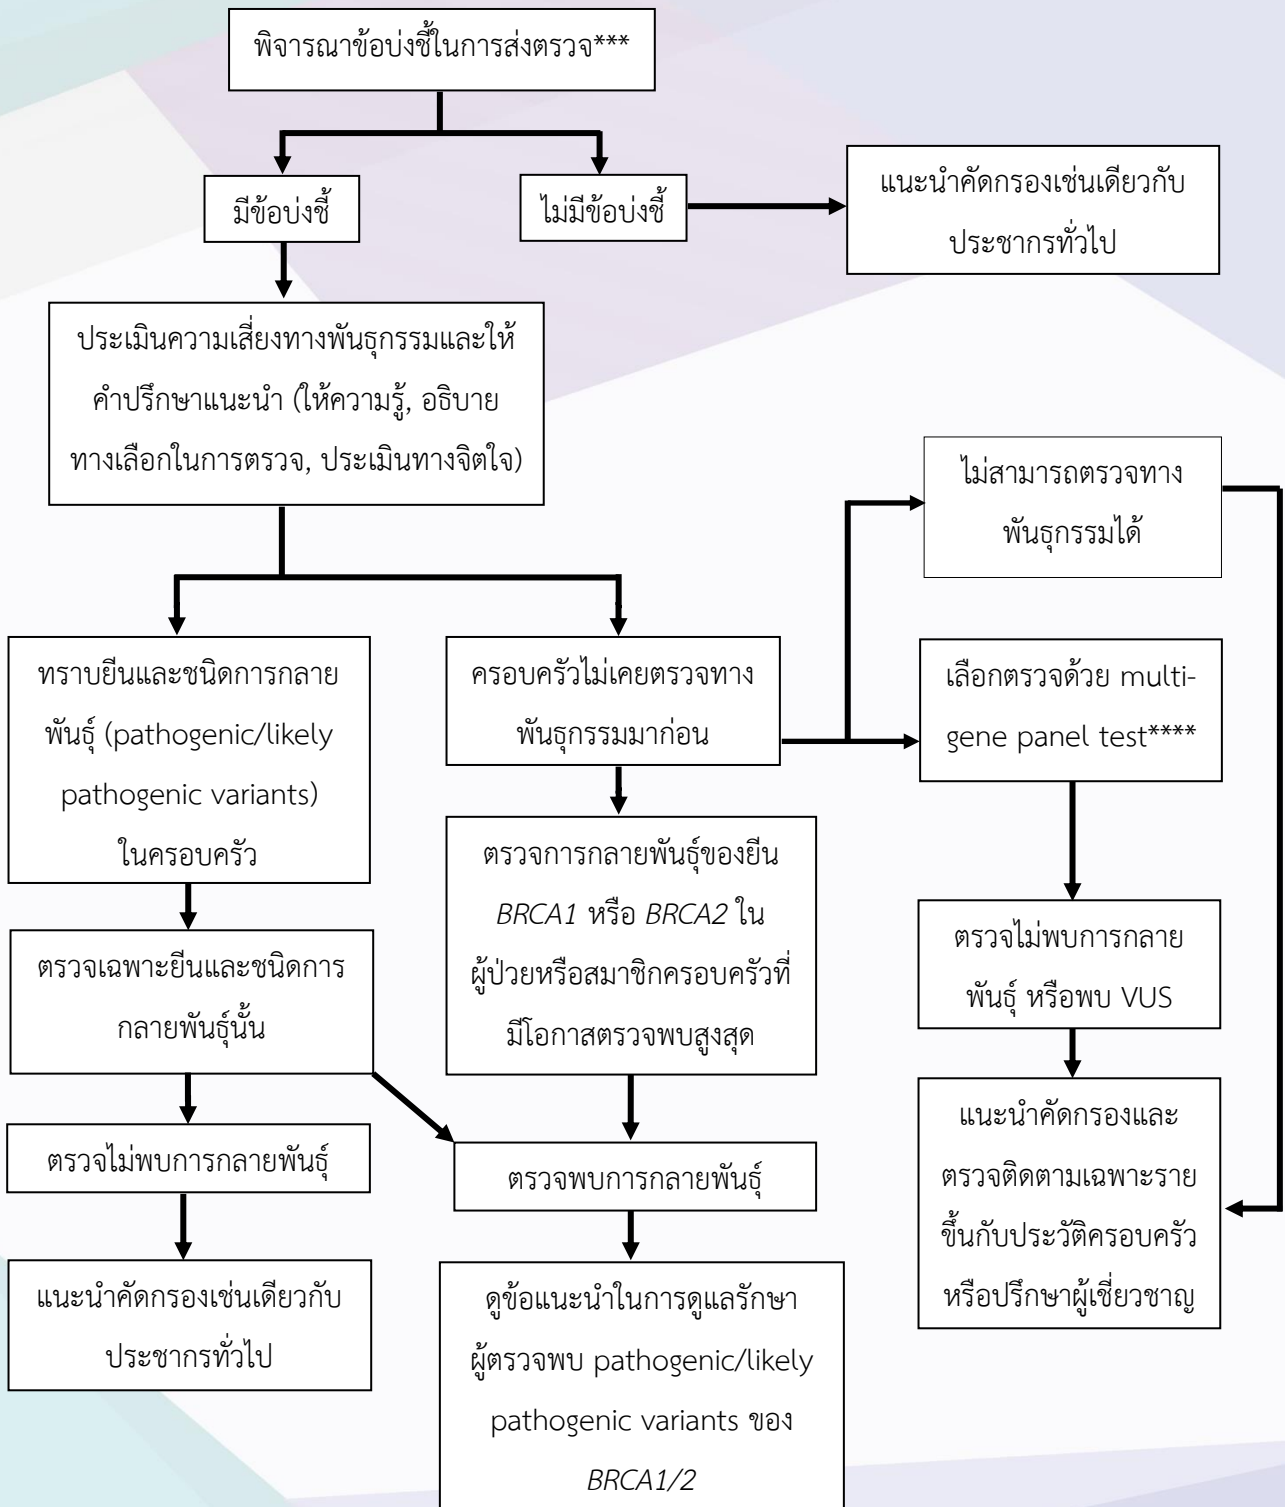 พิจารณาข้อบ่งชี้ในการส่งตรวจ***
มีข้อบ่งชี้
ไม่มีข้อบ่งชี้
แนะนำคัดกรองเช่นเดียวกับ
ประชากรทั่วไป
ประเมินความเสี่ยงทางพันธุกรรมและให้
คำปรึกษาแนะนำ (ให้ความรู้, อธิบาย
ทางเลือกในการตรวจ, ประเมินทางจิตใจ)
ไม่สามารถตรวจทาง
พันธุกรรมได้
ทราบยีนและชนิดการกลาย
พันธุ์ (pathogenic/likely
pathogenic variants)
ในครอบครัว
ครอบครัวไม่เคยตรวจทาง
พันธุกรรมมาก่อน
เลือกตรวจด้วย multi-
gene panel test****
ตรวจเฉพาะยีนและชนิดการ
กลายพันธุ์นั้น
ตรวจการกลายพันธุ์ของยีน
BRCA1 หรือ BRCA2 ใน
ผู้ป่วยหรือสมาชิกครอบครัวที่
มีโอกาสตรวจพบสูงสุด
ตรวจไม่พบการกลาย
พันธุ์ หรือพบ VUS
ตรวจไม่พบการกลายพันธุ์
ตรวจพบการกลายพันธุ์
แนะนำคัดกรองและ
ตรวจติดตามเฉพาะราย
ขึ้นกับประวัติครอบครัว
หรือปรึกษาผู้เชี่ยวชาญ
แนะนำคัดกรองเช่นเดียวกับ
ประชากรทั่วไป
ดูข้อแนะนำในการดูแลรักษา
ผู้ตรวจพบ pathogenic/likely
pathogenic variants ของ
BRCA1/2